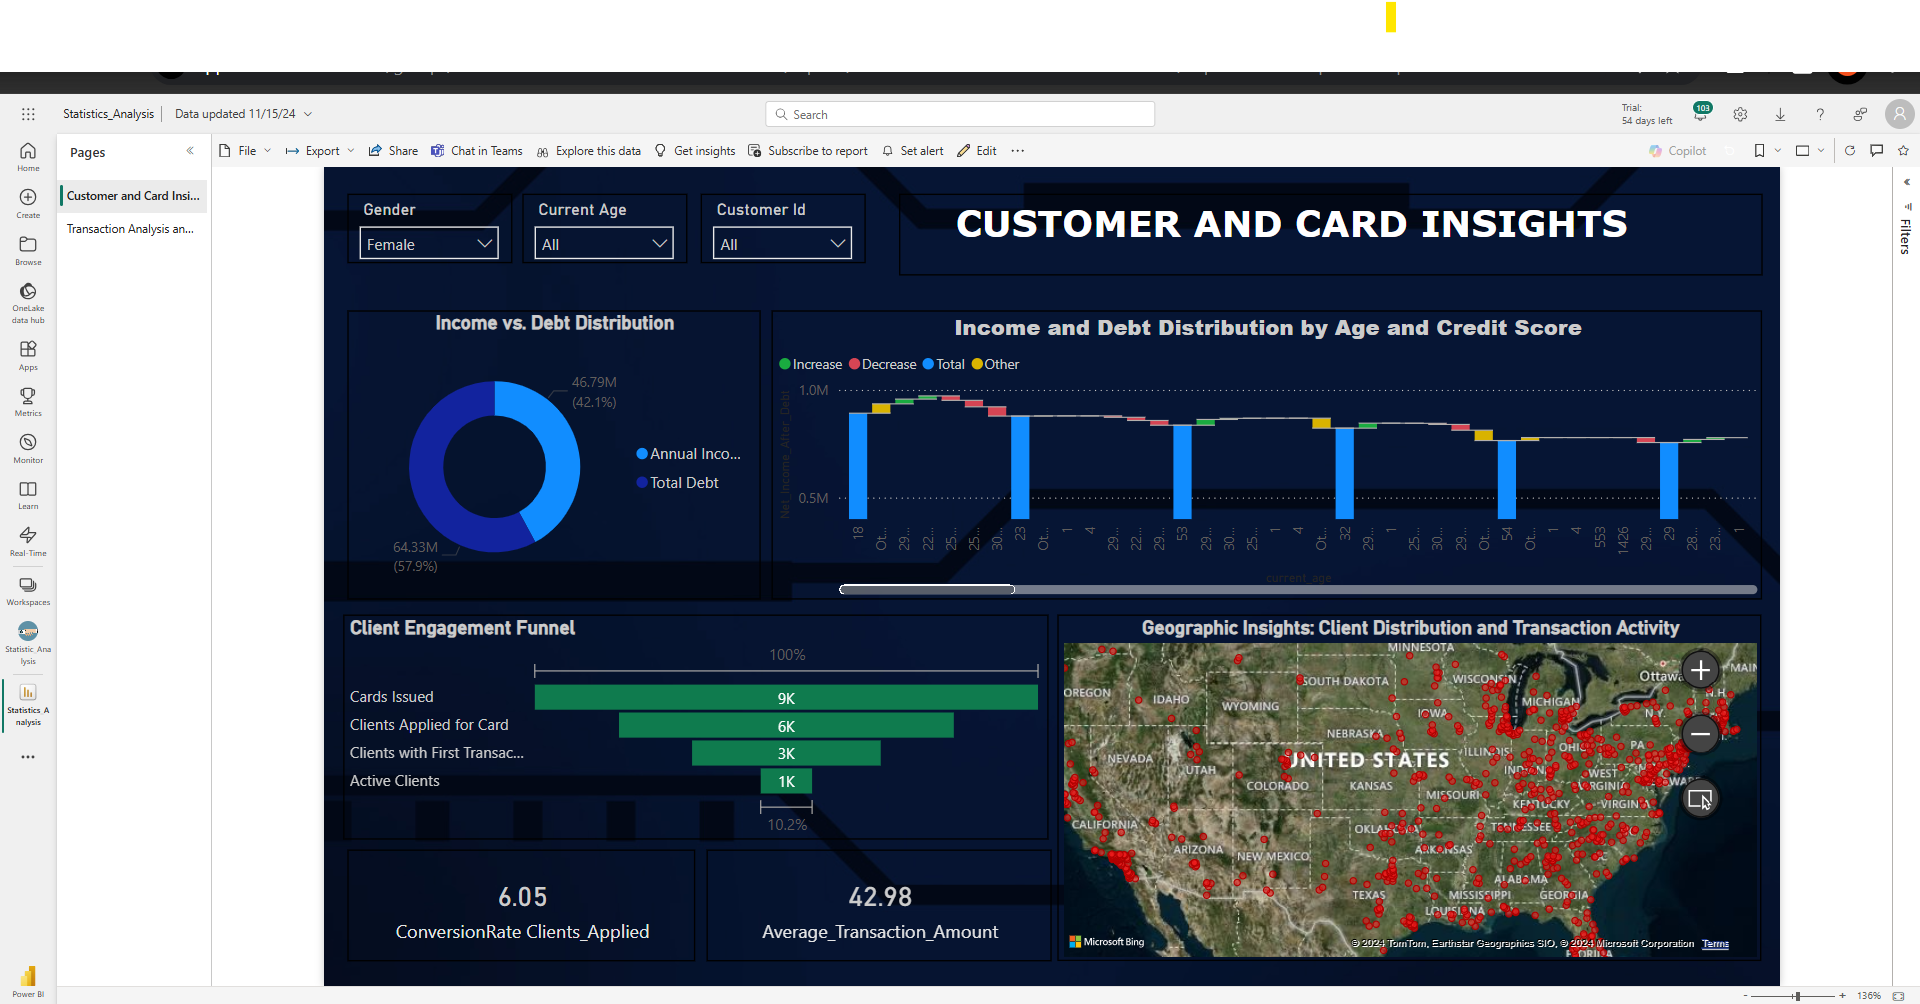 Statistics_Analysis
Data updated 11/15/24
Search
Trial:
54 days left
103
Home
Create
Browse
OneLake
data hub
Apps
Metrics
Monitor
Learn
Real-Time
Workspaces
Statistic_Ana
lysis
Statistics_A
nalysis
Power BI
Pages
Customer and Card Insi...
Transaction Analysis an...
File
Export
Share
Chat in Teams
Explore this data
Get insights
Subscribe to report
Set alert
Edit
Copilot
Filters
Gender
Female
Current Age
All
Customer Id
All
CUSTOMER AND CARD INSIGHTS
Income vs. Debt Distribution
46.79M
(42.1%)
64.33M
(57.9%)
Annual Inco...
Total Debt
Income and Debt Distribution by Age and Credit Score
Increase
Decrease
Total
Other
Net_Income_After_Debt
1.0M
0.5M
18
Ot...
29...
22...
25...
25...
30...
23
Ot...
1
4
29...
22...
29...
53
29...
30...
25...
1
4
Ot...
32
29...
1
25...
30...
29...
Ot...
54
Ot...
1
4
553
1426
29...
29
28...
23...
1
current_age
Client Engagement Funnel
100%
Cards Issued
9K
Clients Applied for Card
6K
Clients with First Transac...
3K
Active Clients
1K
10.2%
6.05
ConversionRate Clients_Applied
42.98
Average_Transaction_Amount
Geographic Insights: Client Distribution and Transaction Activity
MINNESOTA
OREGON
IDAHO
WYOMING
SOUTH DAKOTA
WISCONSIN
MICHIGAN
Ottawa
MAIN
N.H.
N.Y.
IOWA
NEBRASKA
NEVADA
UTAH
UNITED STATES
ILLINOIS
OHIO
PA
COLORADO
KANSAS
MISSOURI
WEST
VIRGINIA
KENTUCKY
VIRGINIA
CALIFORNIA
ARIZONA
NEW MEXICO
OKLAHOMA
TENNESSEE
ARKANSAS
TEXAS
MISSISSIPPI
ALABAMA
GEORGIA
LOUISIANA
FLORIDA
Microsoft Bing
© 2024 TomTom, Earthstar Geographics SIO, © 2024 Microsoft Corporation Terms
136%